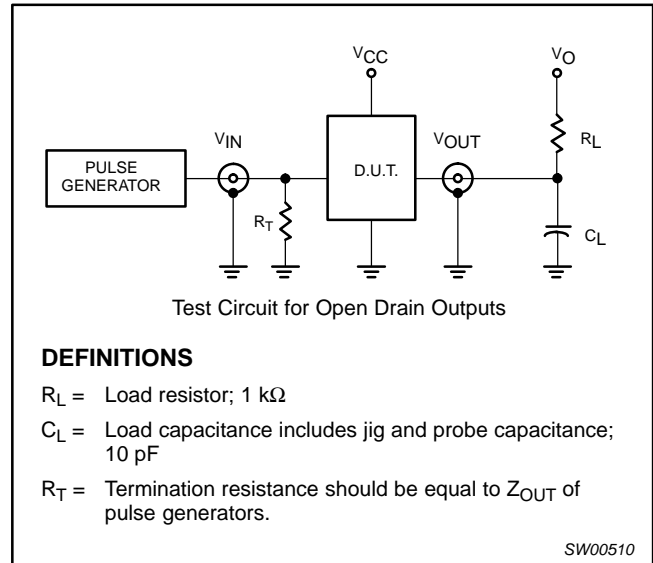 VCC
VO
VIN
VOUT
RL
PULSE
GENERATOR
D.U.T.
RT
CL
Test Circuit for Open Drain Outputs
DEFINITIONS
RL = Load resistor; 1 kΩ
CL = Load capacitance includes jig and probe capacitance;
10 pF
RT = Termination resistance should be equal to ZOUT of
pulse generators.
SW00510